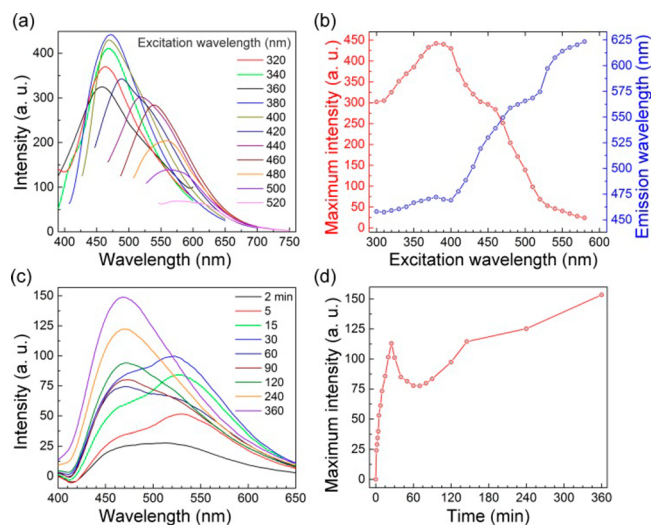 (a)
Excitation wavelength (nm)
320
340
360
380
400
420
440
460
480
500
520
400
300
200
100
0
Intensity (a. u.)
400 450 500 550 600 650 700 750
Wavelength (nm)
(b)
450
400
350
300
250
200
150
100
50
0
Maximum intensity (a. u.)
625
600
575
550
525
500
475
450
Emission wavelength (nm)
300 350 400 450 500 550 600
Excitation wavelength (nm)
(c)
2 min
5
15
30
60
90
120
240
360
150
125
100
75
50
25
0
Intensity (a. u.)
400 450 500 550 600 650
Wavelength (nm)
(d)
150
125
100
75
50
25
0
Maximum intensity (a. u.)
0 60 120 180 240 300 360
Time (min)